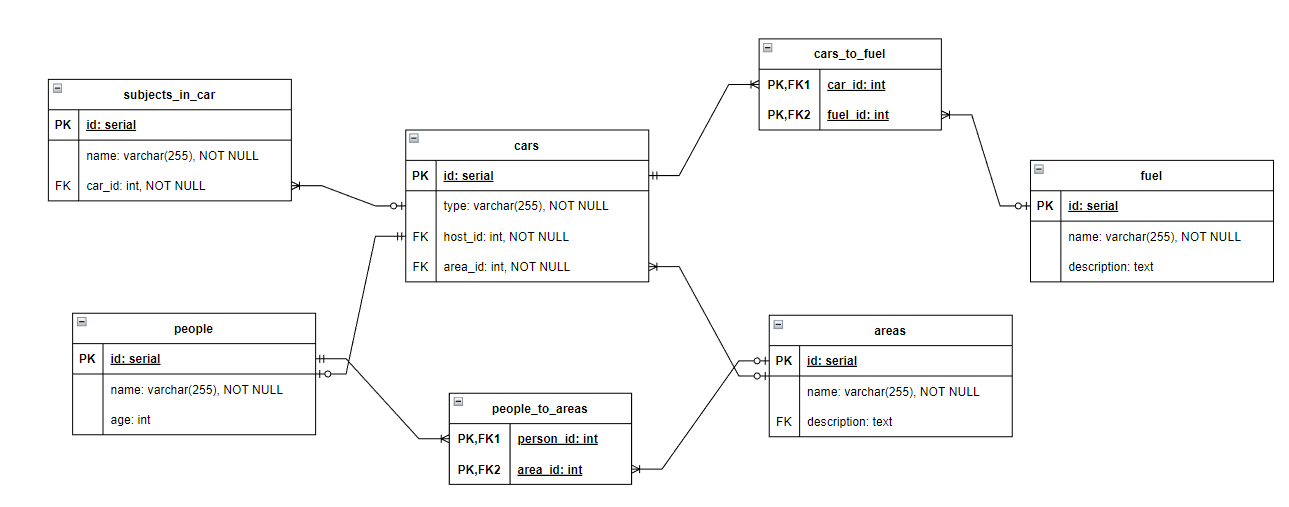 cars_to_fuel
PK,FK1 car_id: int
PK,FK2 fuel_id: int
subjects_in_car
PK id: serial
name: varchar(255), NOT NULL
FK car_id: int, NOT NULL
cars
PK id: serial
type: varchar(255), NOT NULL
FK host_id: int, NOT NULL
FK area_id: int, NOT NULL
fuel
PK id: serial
name: varchar(255), NOT NULL
description: text
people
PK id: serial
name: varchar(255), NOT NULL
age: int
areas
PK id: serial
name: varchar(255), NOT NULL
FK description: text
people_to_areas
PK,FK1 person_id: int
PK,FK2 area_id: int